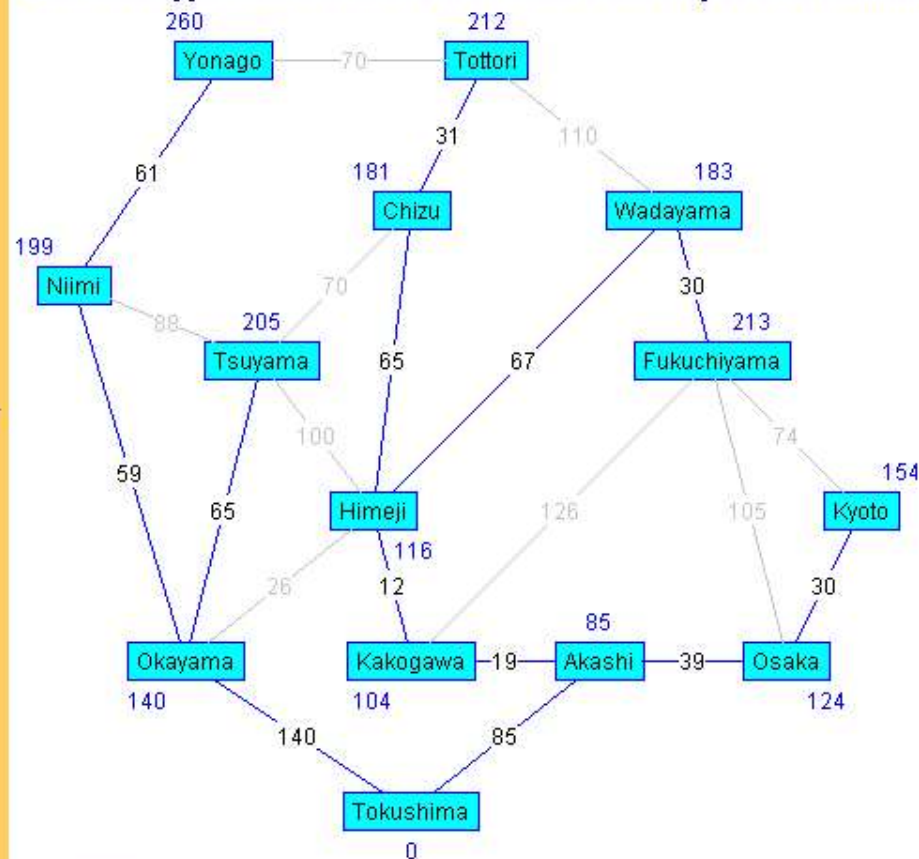 260
212
Yonago
70
Tottori
31
110
61
181
183
Chizu
Wadayama
199
Niimi
70
30
88
205
213
Tsuyama
65
67
Fukuchiyama
100
74
59
154
65
Himeji
126
105
Kyoto
116
26
12
30
85
Okayama
Kakogawa
19
Akashi
39
Osaka
140
104
124
140
85
Tokushima
0